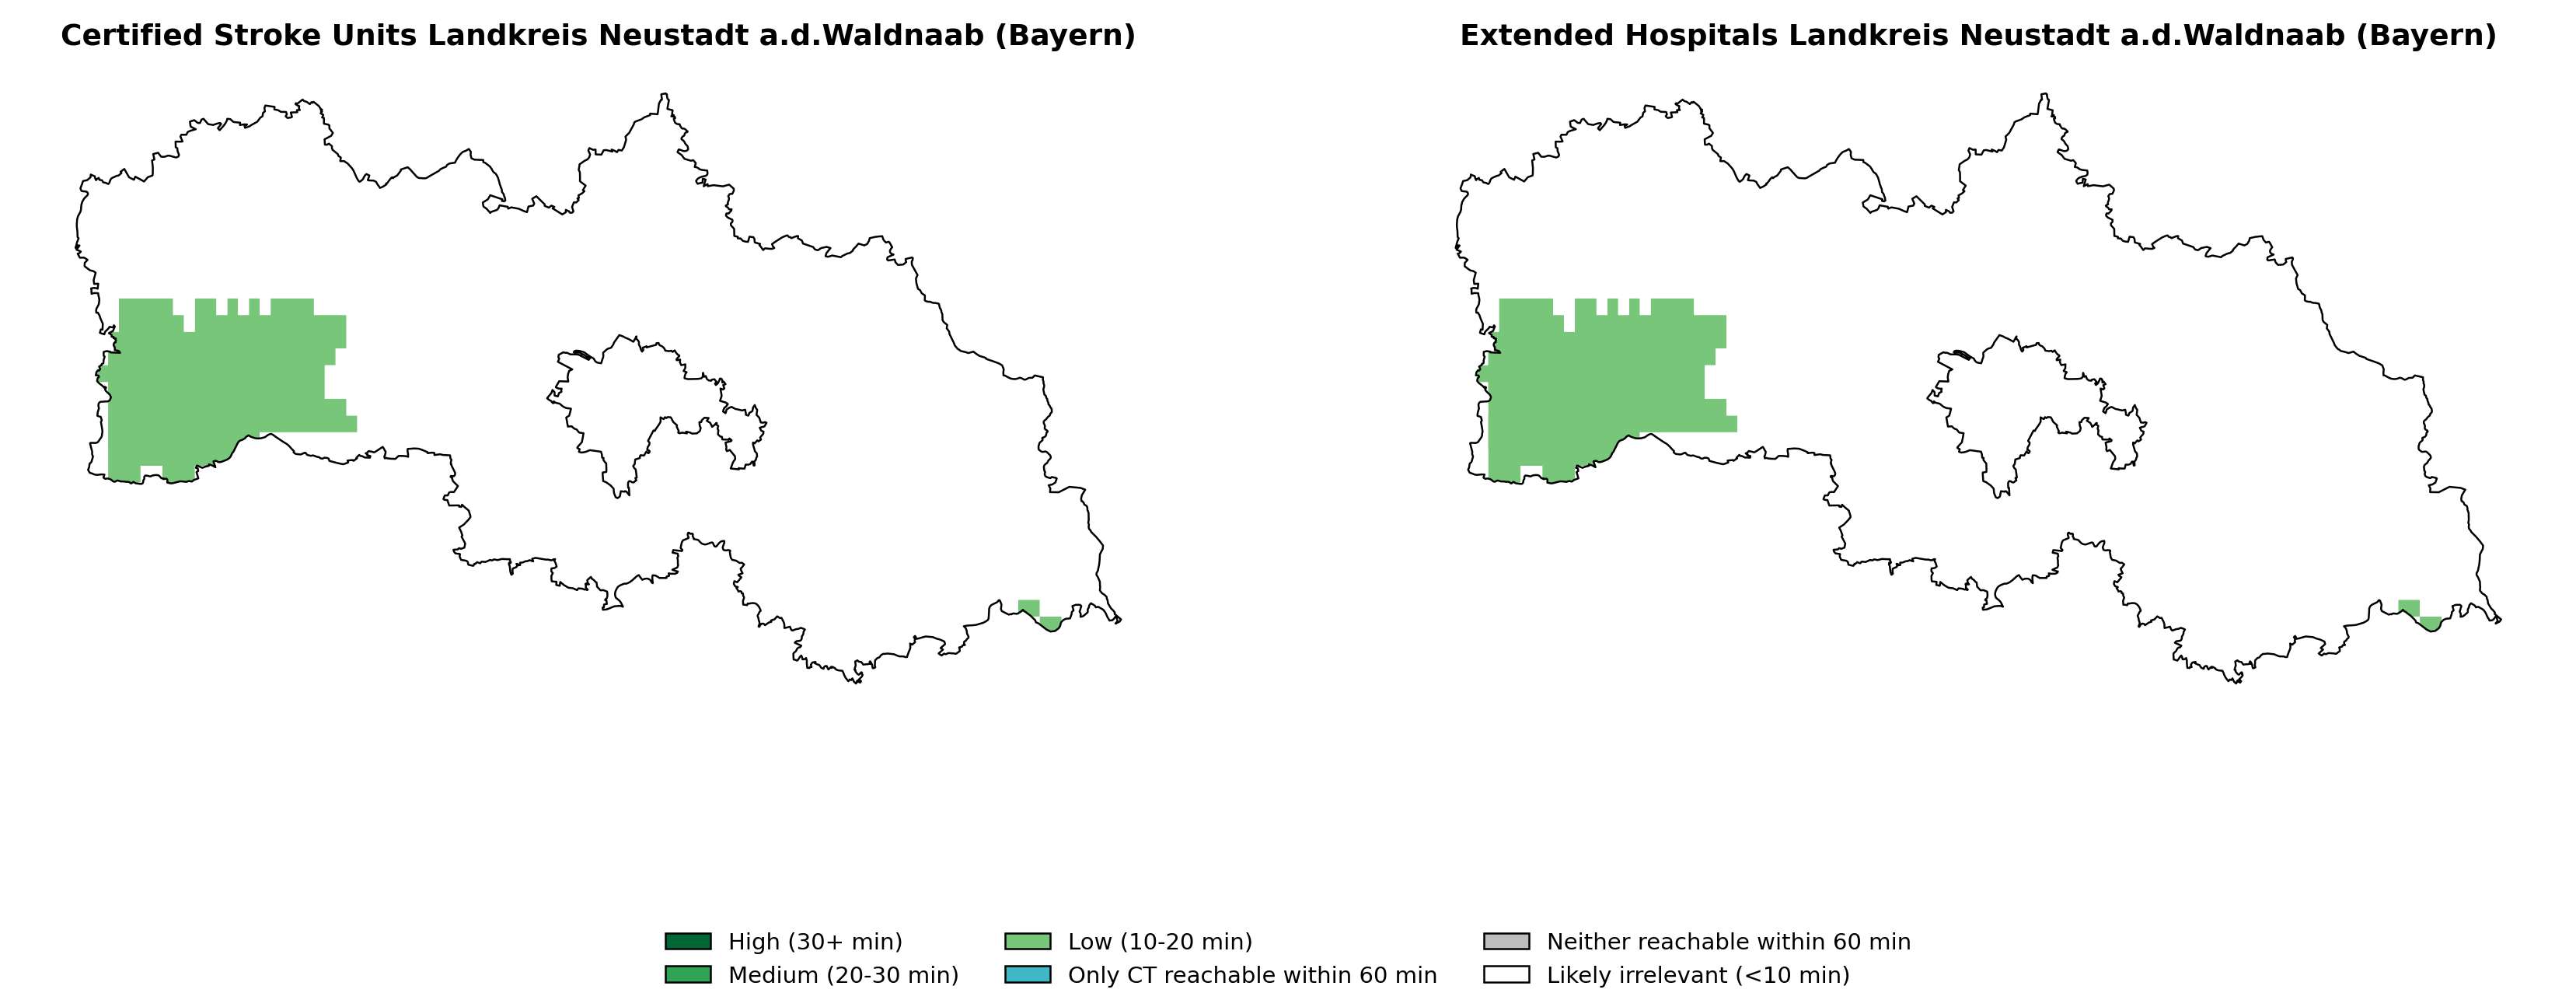 Certified Stroke Units Landkreis Neustadt a.d.Waldnaab (Bayern)
Extended Hospitals Landkreis Neustadt a.d.Waldnaab (Bayern)
High (30+ min)
Medium (20-30 min)
Low (10-20 min)
Only CT reachable within 60 min
Neither reachable within 60 min
Likely irrelevant (<10 min)